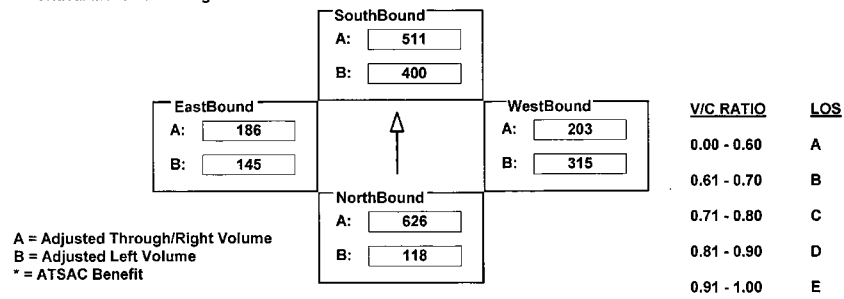 SouthBound
A: 511
B: 400
EastBound
A: 186
B: 145
WestBound
A: 203
B: 315
NorthBound
A: 626
B: 118
A = Adjusted Through/Right Volume
B = Adjusted Left Volume
* = ATSAC Benefit
V/C RATIO LOS
0.00 - 0.60 A
0.61 - 0.70 B
0.71 - 0.80 C
0.81 - 0.90 D
0.91 - 1.00 E